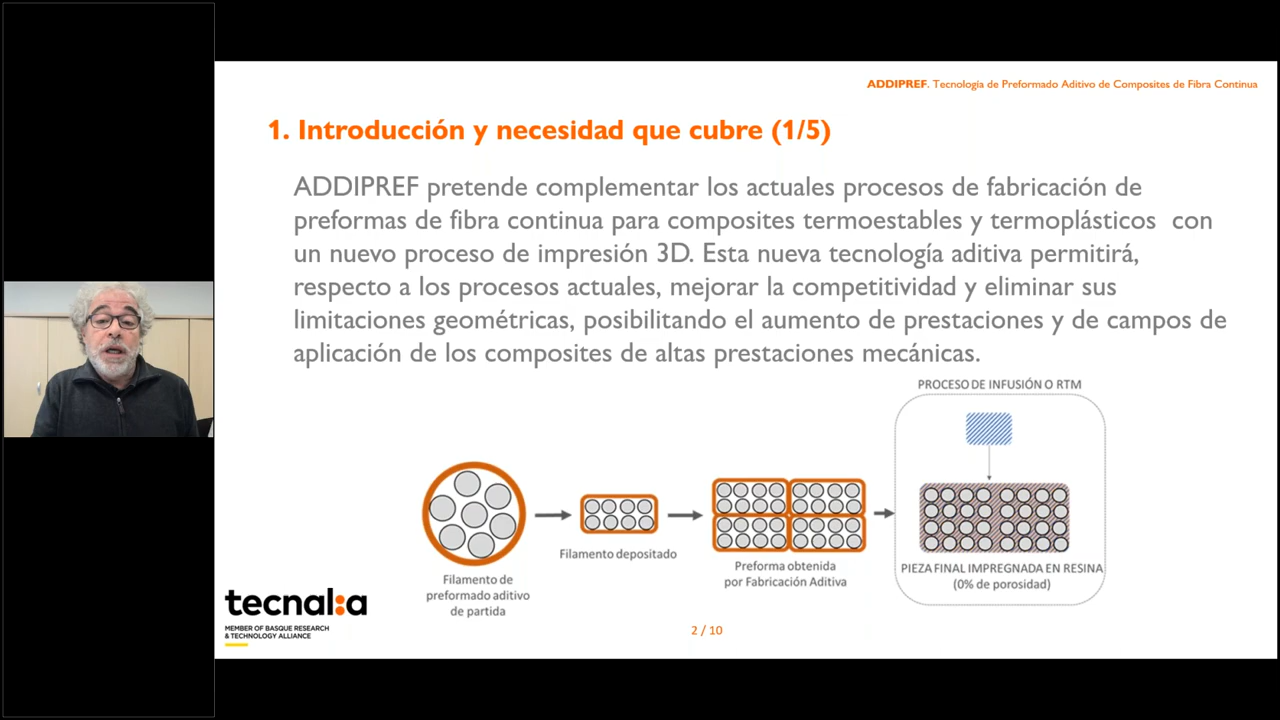 ADDIPREF. Tecnología de Preformado Aditivo de Composites de Fibra Continua
1. Introducción y necesidad que cubre (1/5)
ADDIPREF pretende complementar los actuales procesos de fabricación de
preformas de fibra continua para composites termoestables y termoplásticos con
un nuevo proceso de impresión 3D. Esta nueva tecnología aditiva permitirá,
respecto a los procesos actuales, mejorar la competitividad y eliminar sus
limitaciones geométricas, posibilitando el aumento de prestaciones y de campos de
aplicación de los composites de altas prestaciones mecánicas.
PROCESO DE INFUSIÓN O RTM
Filamento de
preformado aditivo
de partida
Filamento depositado
Preforma obtenida
por Fabricación Aditiva
PIEZA FINAL IMPREGNADA EN RESINA
(0% de porosidad)
tecnal:a
MEMBER OF BASQUE RESEARCH
& TECHNOLOGY ALLIANCE
2 / 10